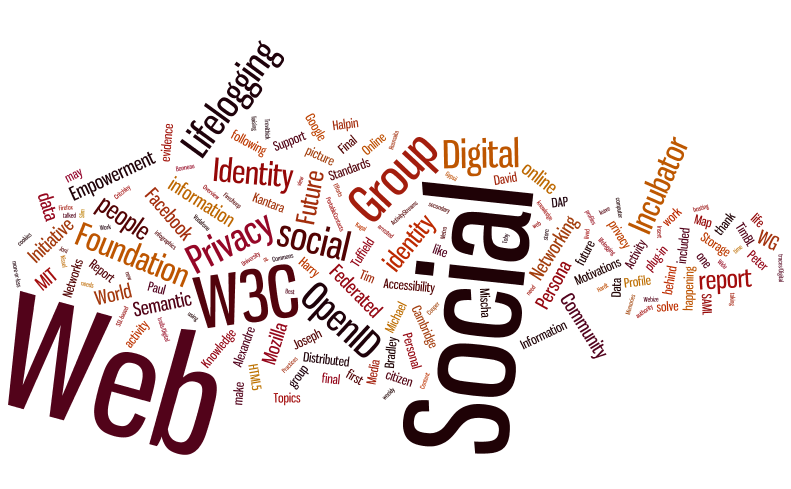 Lifelogging
Empowerment
evidence
may
data
Firefox
talked
people
Initiative
Work
cookies
MIT
Foundation
Facebook
information
Networks
Report
World
Paul
Semantic
activity
Web
W3C
Privacy
Identity
following
Support
Google
Halpin
Final
picture
Online
Standards
Kantara
Future
Overview
social
Tuffield
Group
Digital
David
online
DAP
identity
like
Accessibility
Harry
Federated
Tim
OpenID
Commons
University
Knowledge
Alexandre
Mozilla
Joseph
HTML5
make
Topics
Distributed
group
final
first
Media
citizen
Bradley
Michael
Cambridge
Personal
Social
Mischa
Toby
Information
Community
Persona
Networking
future
Motivations
privacy
Activity
Data
Profile
plug-in
Incubator
work
included
behind
solve
authority
happening
SAML
report
one
Storage
Map
thank
TimBL
Peter
WG
life